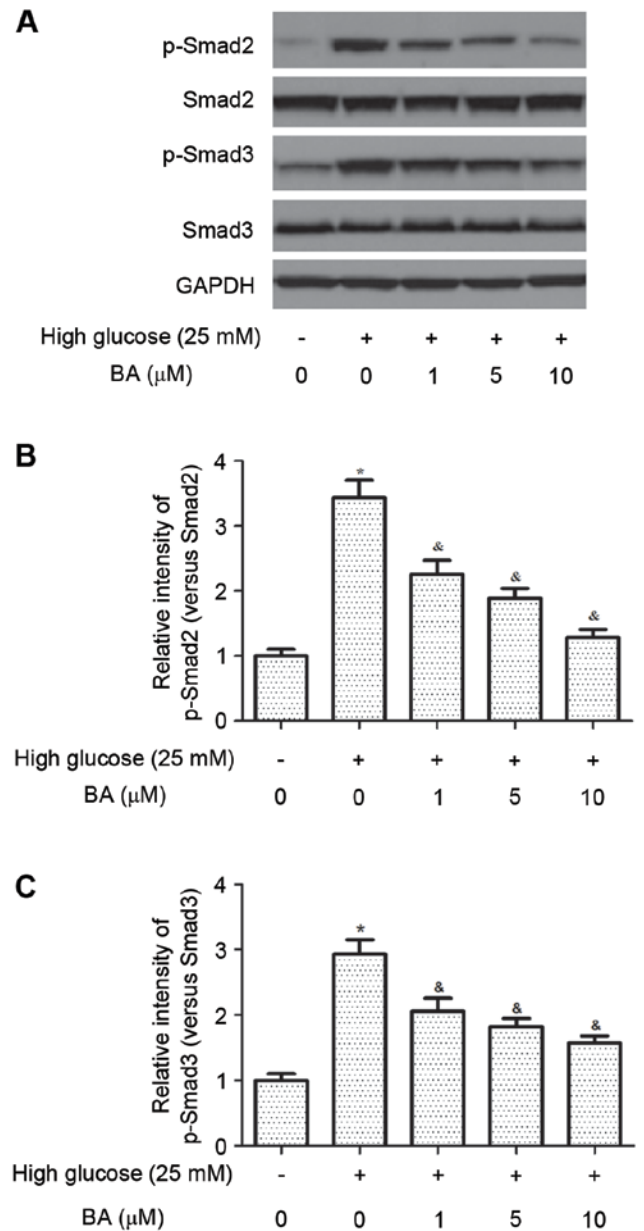 A
p-Smad2
Smad2
p-Smad3
Smad3
GAPDH
High glucose (25 mM) - + + + +
BA (μM) 0 0 1 5 10
B
Relative intensity of
p-Smad2 (versus Smad2)
4
3
2
1
0
*
&
&
&
High glucose (25 mM) - + + + +
BA (μM) 0 0 1 5 10
C
Relative intensity of
p-Smad3 (versus Smad3)
4
3
2
1
0
*
&
&
&
High glucose (25 mM) - + + + +
BA (μM) 0 0 1 5 10